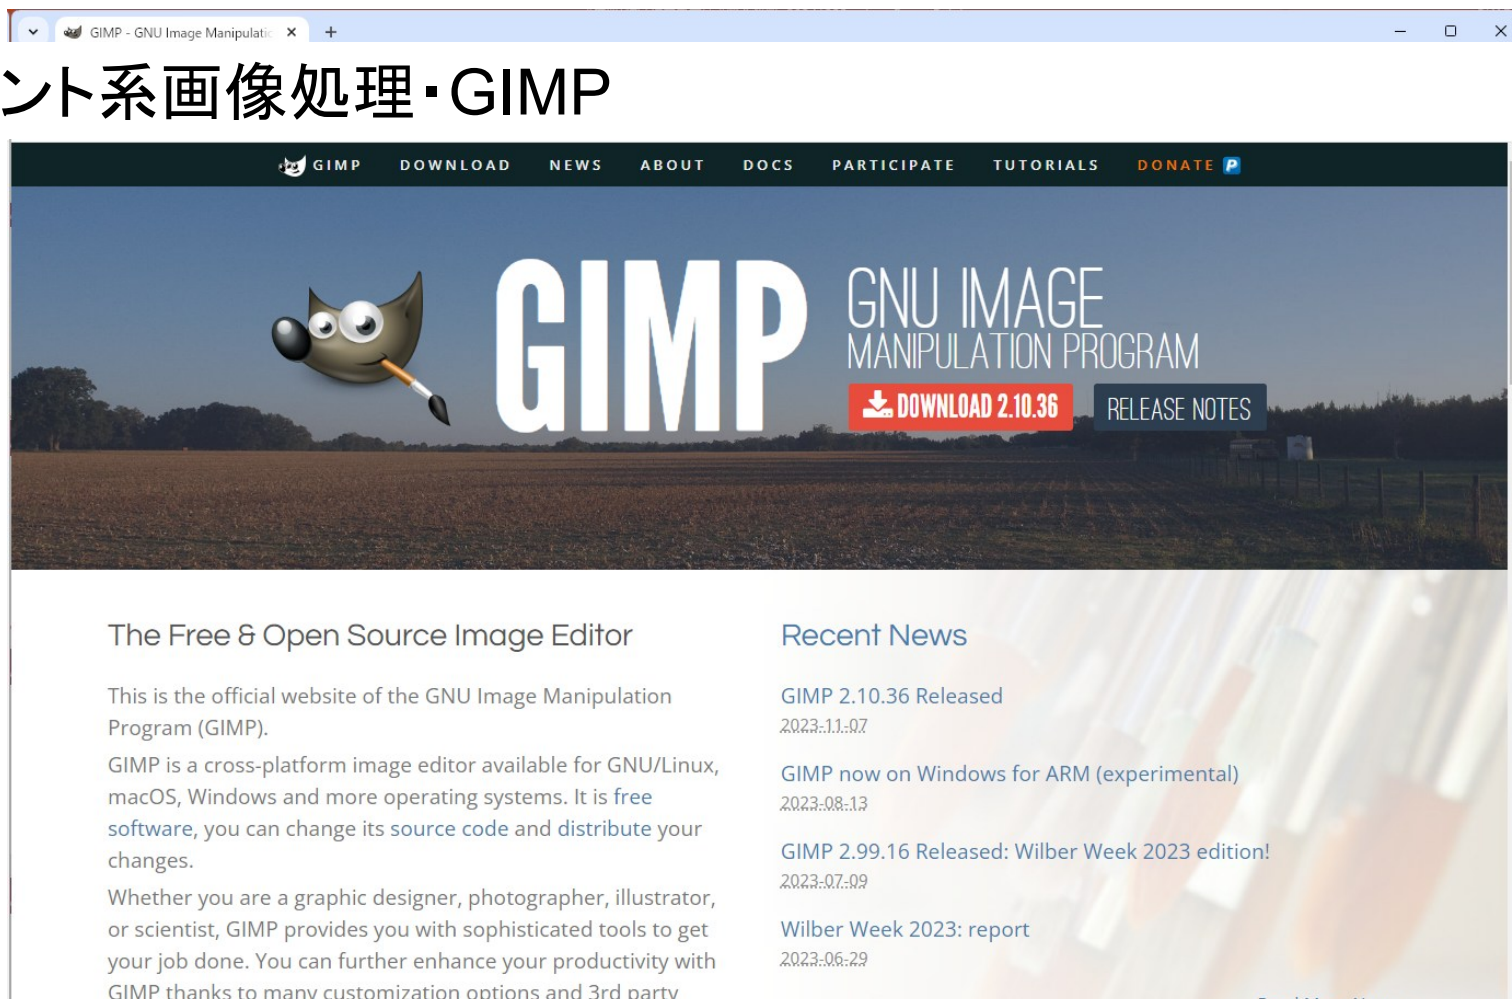 GIMP - GNU Image Manipulatio
ント系画像処理・GIMP
GIMP DOWNLOAD NEWS ABOUT DOCS PARTICIPATE TUTORIALS DONATE
GIMP
GNU IMAGE
MANIPULATION PROGRAM
DOWNLOAD 2.10.36 RELEASE NOTES
The Free & Open Source Image Editor
This is the official website of the GNU Image Manipulation
Program (GIMP).
GIMP is a cross-platform image editor available for GNU/Linux,
macOS, Windows and more operating systems. It is free
software, you can change its source code and distribute your
changes.
Whether you are a graphic designer, photographer, illustrator,
or scientist, GIMP provides you with sophisticated tools to get
your job done. You can further enhance your productivity with
GIMP thanks to many customization options and 3rd party
Recent News
GIMP 2.10.36 Released
2023-11-07
GIMP now on Windows for ARM (experimental)
2023-08-13
GIMP 2.99.16 Released: Wilber Week 2023 edition!
2023-07-09
Wilber Week 2023: report
2023-06-29